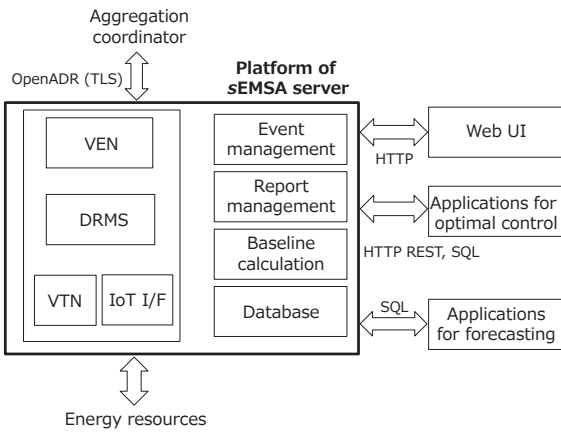 Aggregation
coordinator
OpenADR (TLS)
Platform of
sEMSA server
VEN
DRMS
VTN
IoT I/F
Event
management
Report
management
Baseline
calculation
Database
HTTP
Web UI
Applications for
optimal control
HTTP REST, SQL
SQL
Applications
for forecasting
Energy resources